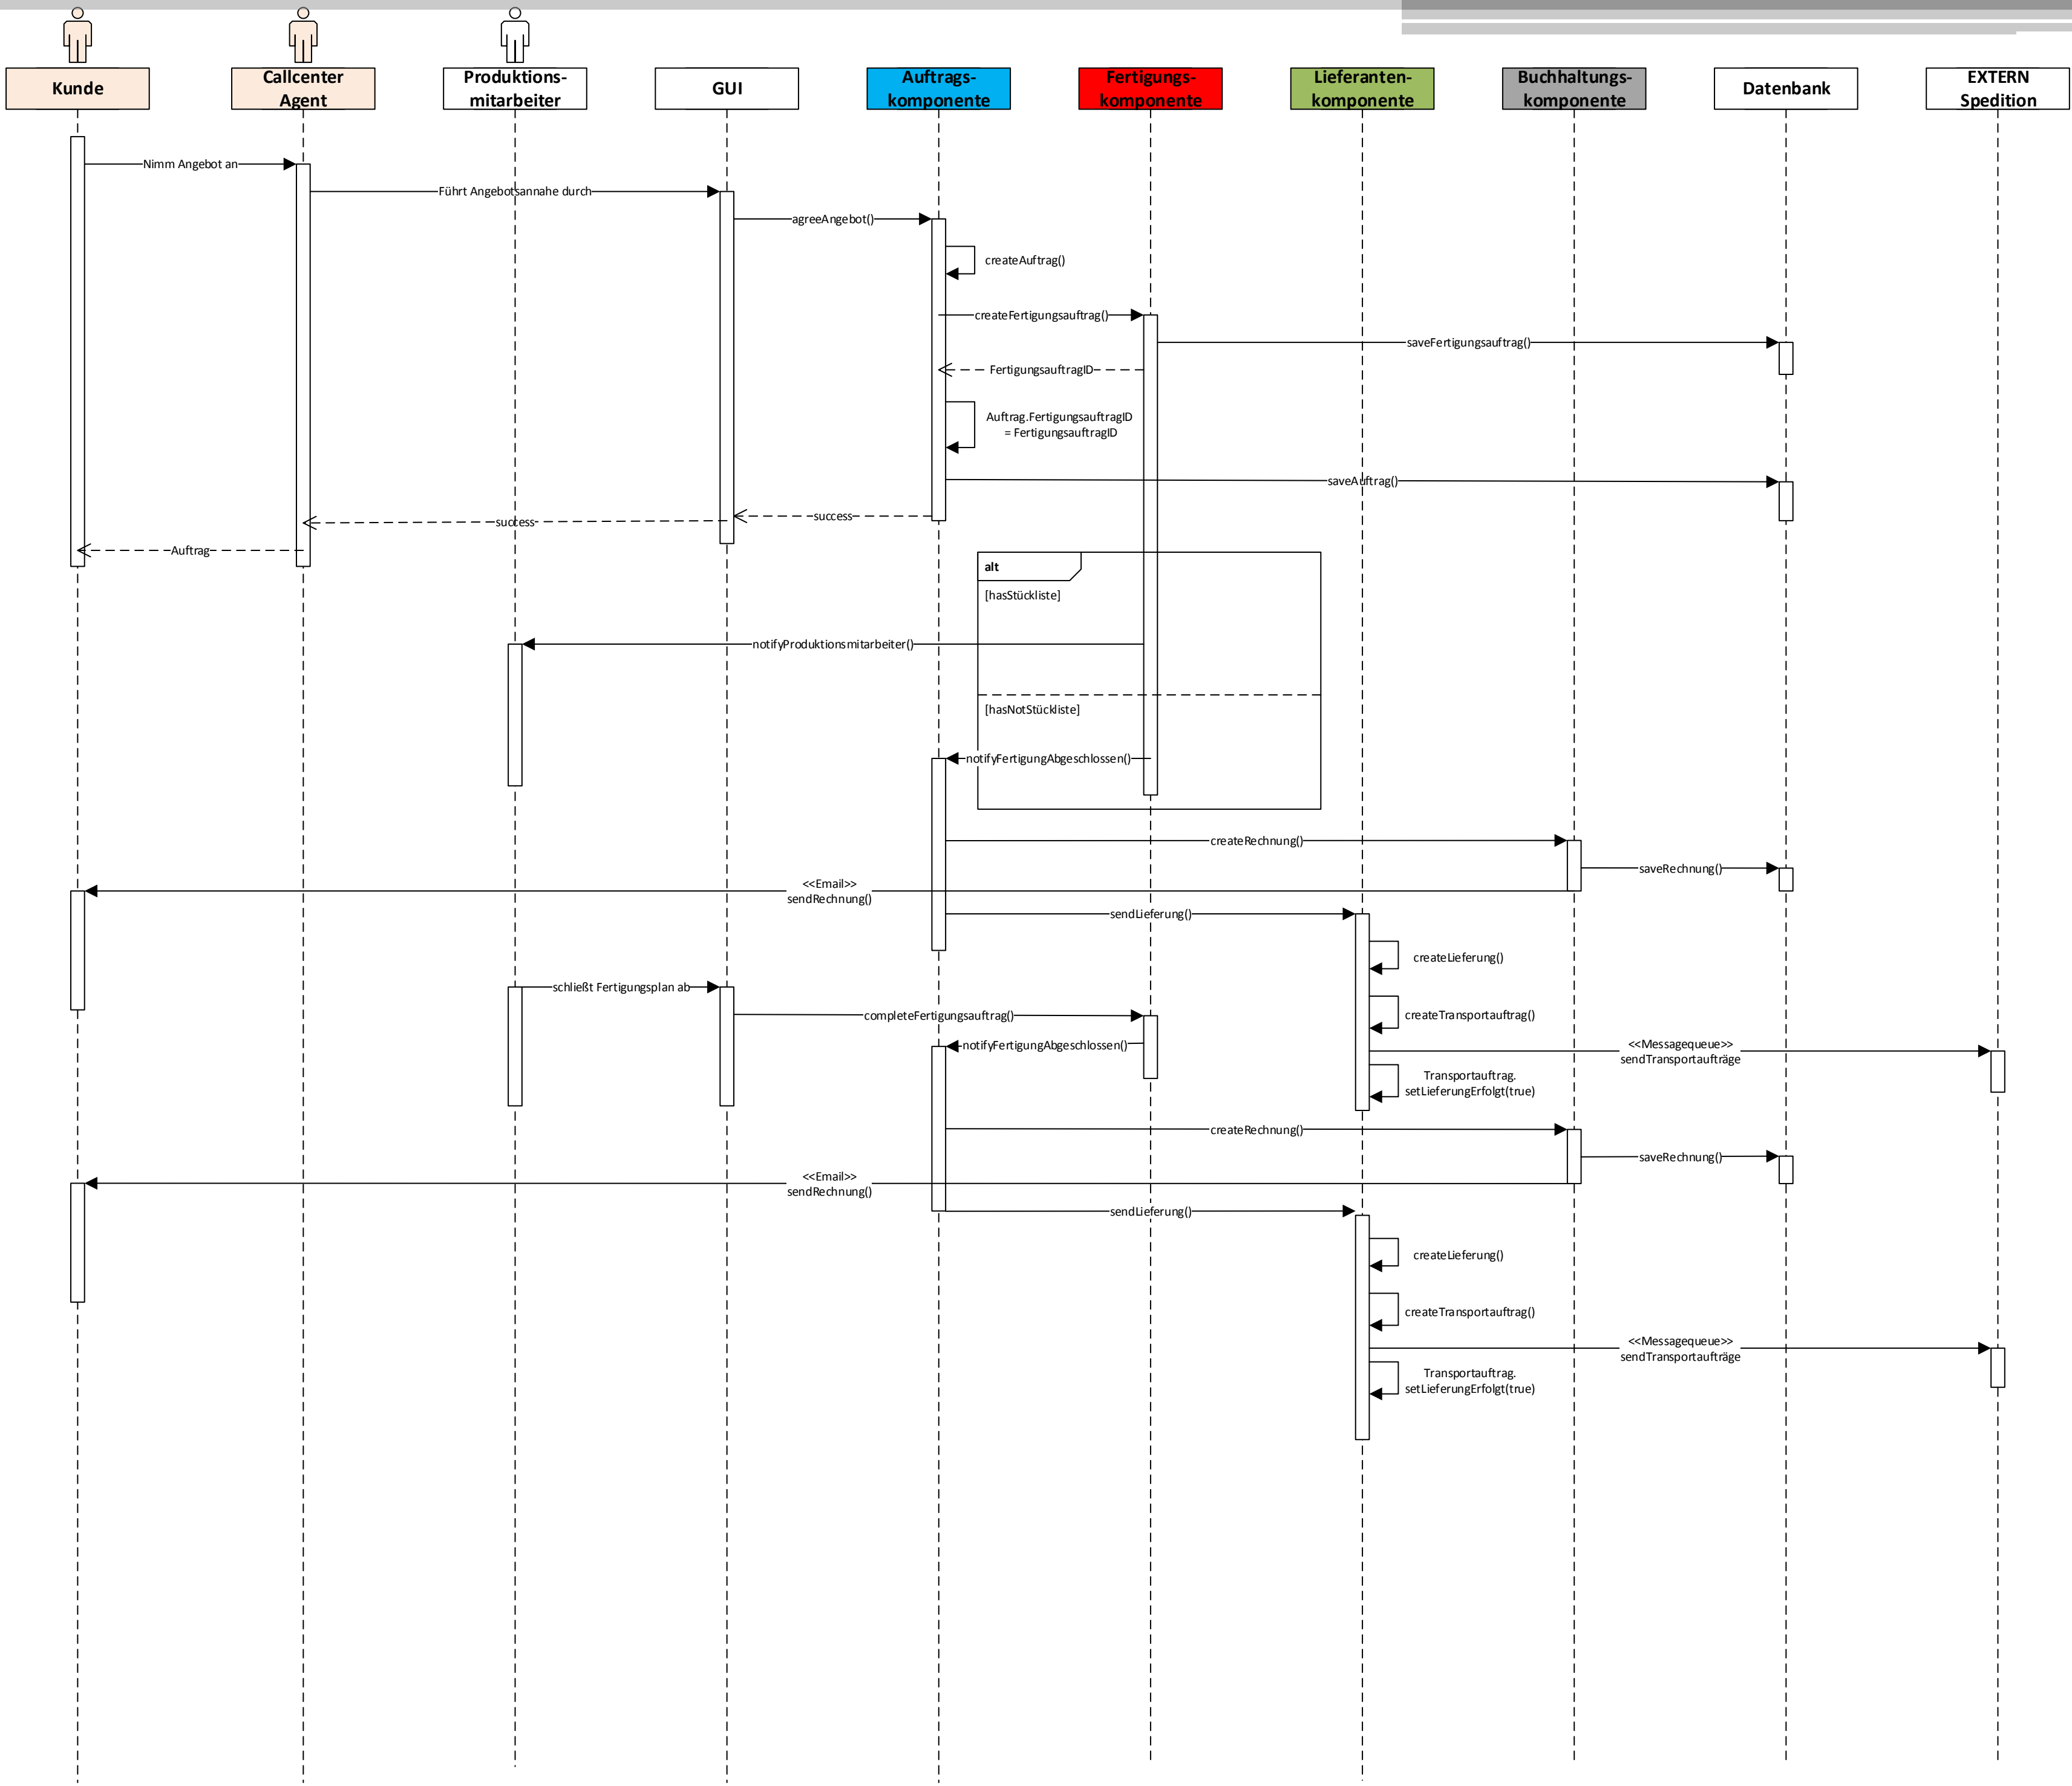 Kunde
Callcenter
Agent
Produktions-
mitarbeiter
GUI
Auftrags-
komponente
Fertigungs-
komponente
Lieferanten-
komponente
Buchhaltungs-
komponente
Datenbank
EXTERN
Spedition
Nimm Angebot an
Führt Angebotsannahe durch
agreeAngebot()
createAuftrag()
createFertigungsauftrag()
saveFertigungsauftrag()
FertigungsauftragID
Auftrag.FertigungsauftragID
= FertigungsauftragID
saveAuftrag()
success
success
Auftrag
alt
[hasStückliste]
notifyProduktionsmitarbeiter()
[hasNotStückliste]
notifyFertigungAbgeschlossen()
createRechnung()
saveRechnung()
<<Email>>
sendRechnung()
sendLieferung()
createLieferung()
schließt Fertigungsplan ab
completeFertigungsauftrag()
createTransportauftrag()
notifyFertigungAbgeschlossen()
<<Messagequeue>>
sendTransportaufträge
Transportauftrag.
setLieferungErfolgt(true)
createRechnung()
saveRechnung()
<<Email>>
sendRechnung()
sendLieferung()
createLieferung()
createTransportauftrag()
<<Messagequeue>>
sendTransportaufträge
Transportauftrag.
setLieferungErfolgt(true)